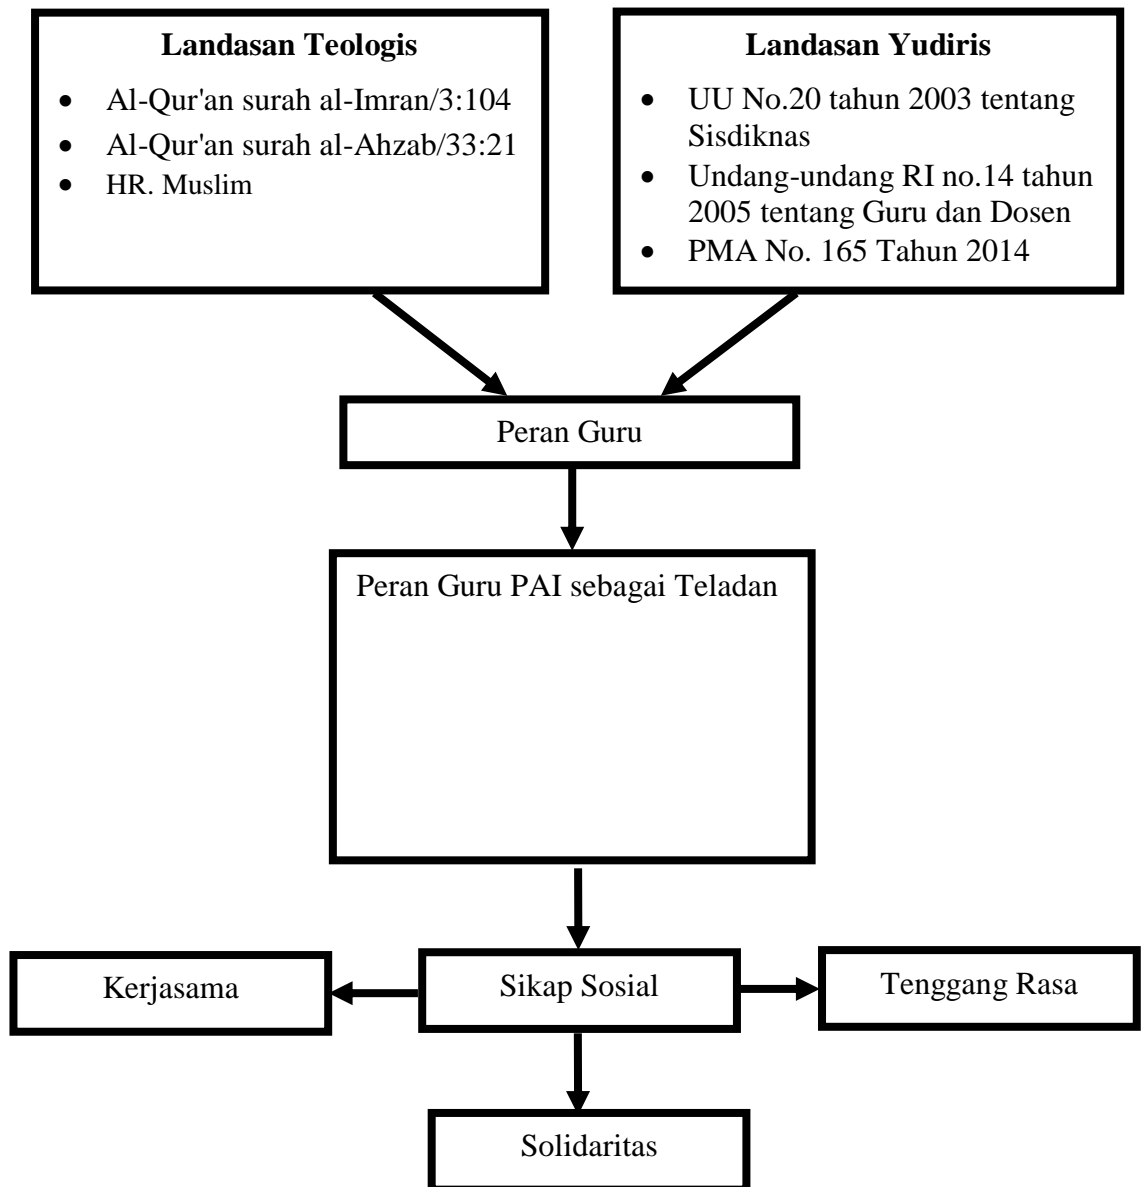 Landasan Teologis
• Al-Qur'an surah al-Imran/3:104
• Al-Qur'an surah al-Ahzab/33:21
• HR. Muslim
Landasan Yudiris
• UU No.20 tahun 2003 tentang
Sisdiknas
• Undang-undang RI no.14 tahun
2005 tentang Guru dan Dosen
• PMA No. 165 Tahun 2014
Peran Guru
Peran Guru PAI sebagai Teladan
Kerjasama
Sikap Sosial
Tenggang Rasa
Solidaritas